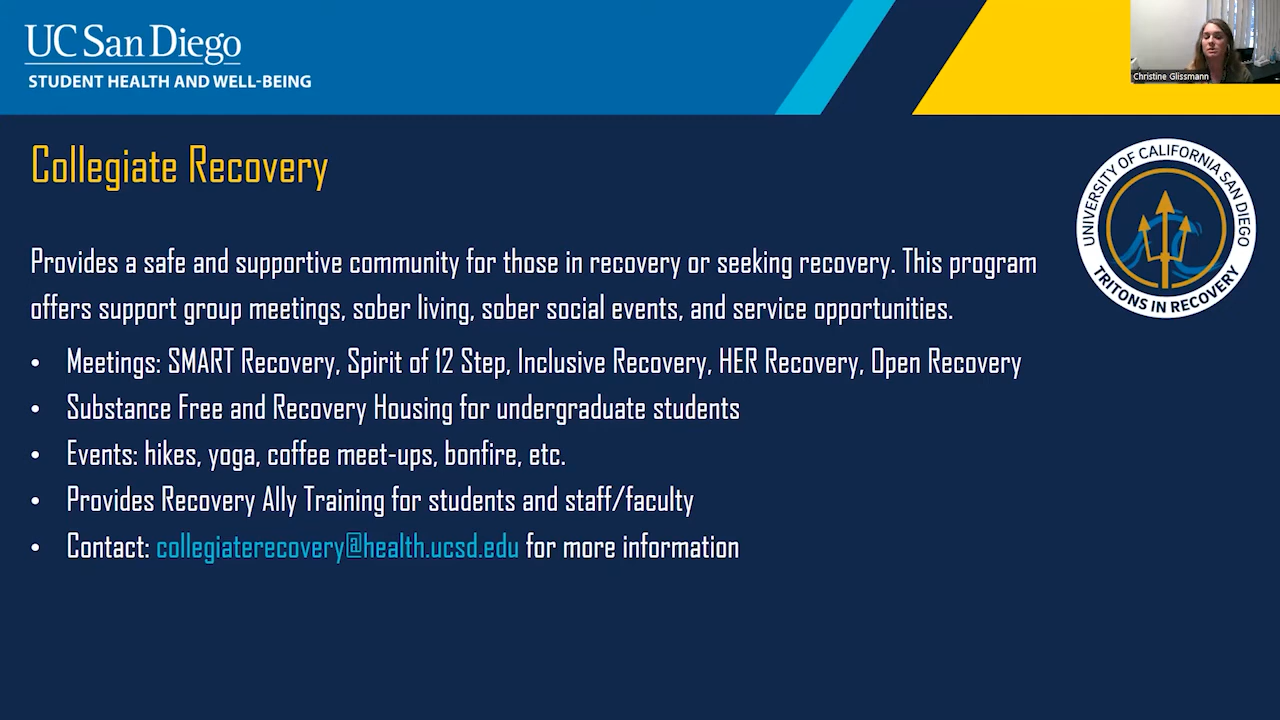 UC San Diego
STUDENT HEALTH AND WELL-BEING
Christine Glissmann
Collegiate Recovery
UNIVERSITY OF CALIFORNIA SAN DIEGO
TRITONS IN RECOVERY
Provides a safe and supportive community for those in recovery or seeking recovery. This program
offers support group meetings, sober living, sober social events, and service opportunities.
• Meetings: SMART Recovery, Spirit of 12 Step, Inclusive Recovery, HER Recovery, Open Recovery
• Substance Free and Recovery Housing for undergraduate students
• Events: hikes, yoga, coffee meet-ups, bonfire, etc.
• Provides Recovery Ally Training for students and staff/faculty
• Contact: collegiaterecovery@health.ucsd.edu for more information